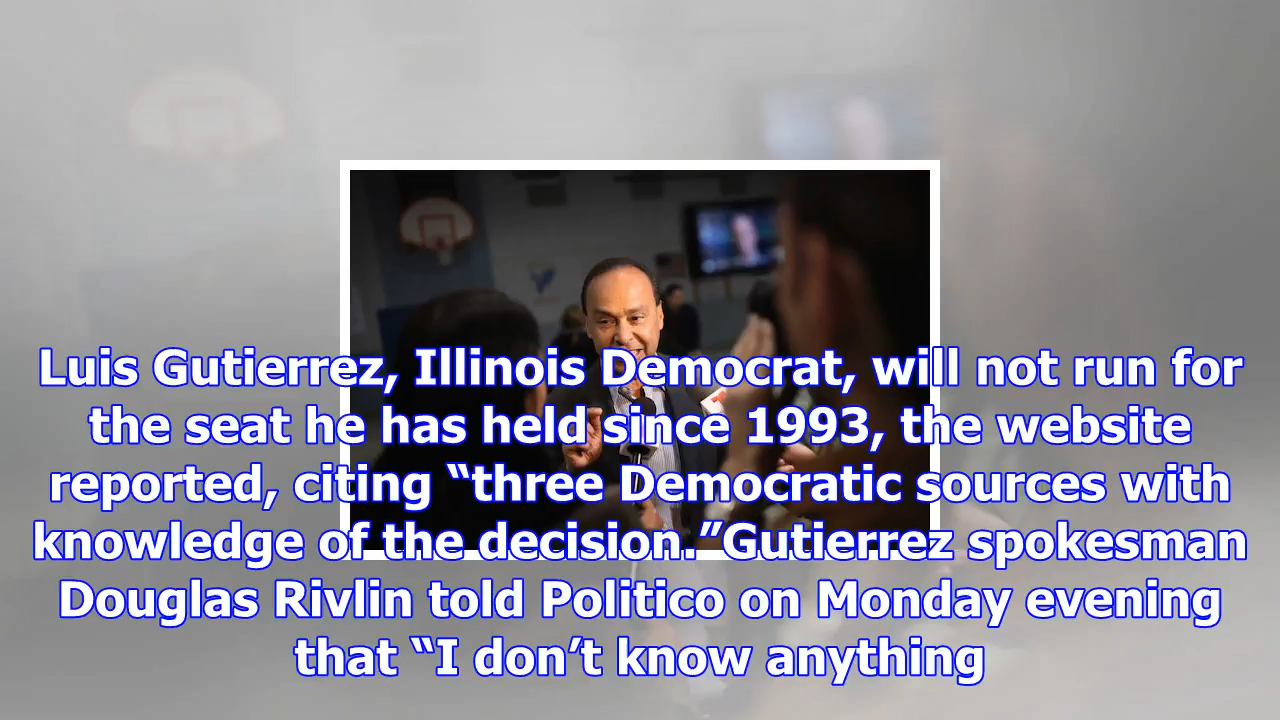 Luis Gutierrez, Illinois Democrat, will not run for
the seat he has held since 1993, the website
reported, citing “three Democratic sources with
knowledge of the decision.”Gutierrez spokesman
Douglas Rivlin told Politico on Monday evening
that “I don’t know anything